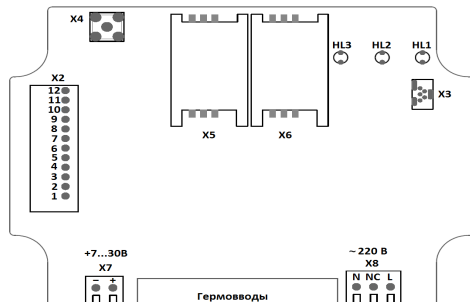 X4
HL3 HL2 HL1
X2
X3
12
11
10
9
8
7
6
5
4
3
2
1
X5 X6
+7...30В
X7
− +
~220 В
X8
N NC L
Гермовводы